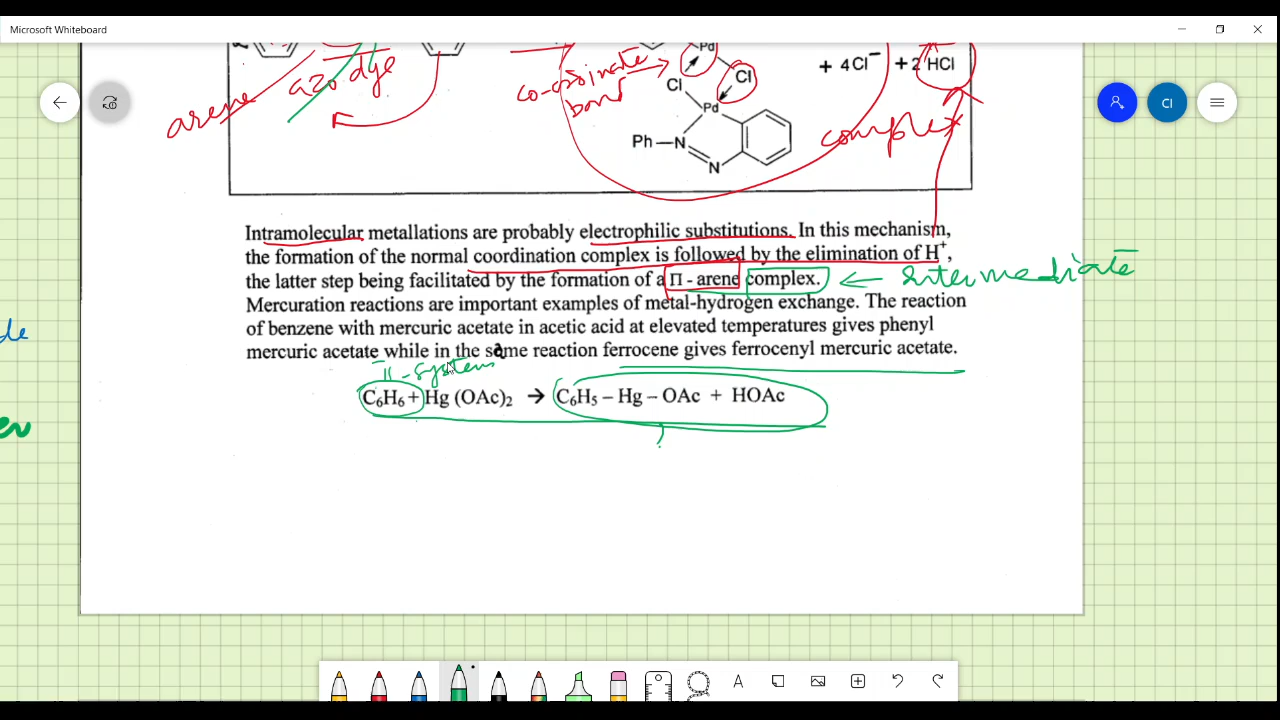 Microsoft Whiteboard
Pd
azo dye
arene
co-ordinate
bond
Cl
Cl
+ 4Cl⁻ + 2 HCl
Pd
complex
Ph—N
N
CI
Intramolecular metallations are probably electrophilic substitutions. In this mechanism,
the formation of the normal coordination complex is followed by the elimination of H⁺,
the latter step being facilitated by the formation of a Π - arene complex. ← Intermediate
Mercuration reactions are important examples of metal-hydrogen exchange. The reaction
of benzene with mercuric acetate in acetic acid at elevated temperatures gives phenyl
mercuric acetate while in the same reaction ferrocene gives ferrocenyl mercuric acetate.
π-system
C₆H₆ + Hg (OAc)₂ → C₆H₅ – Hg – OAc + HOAc